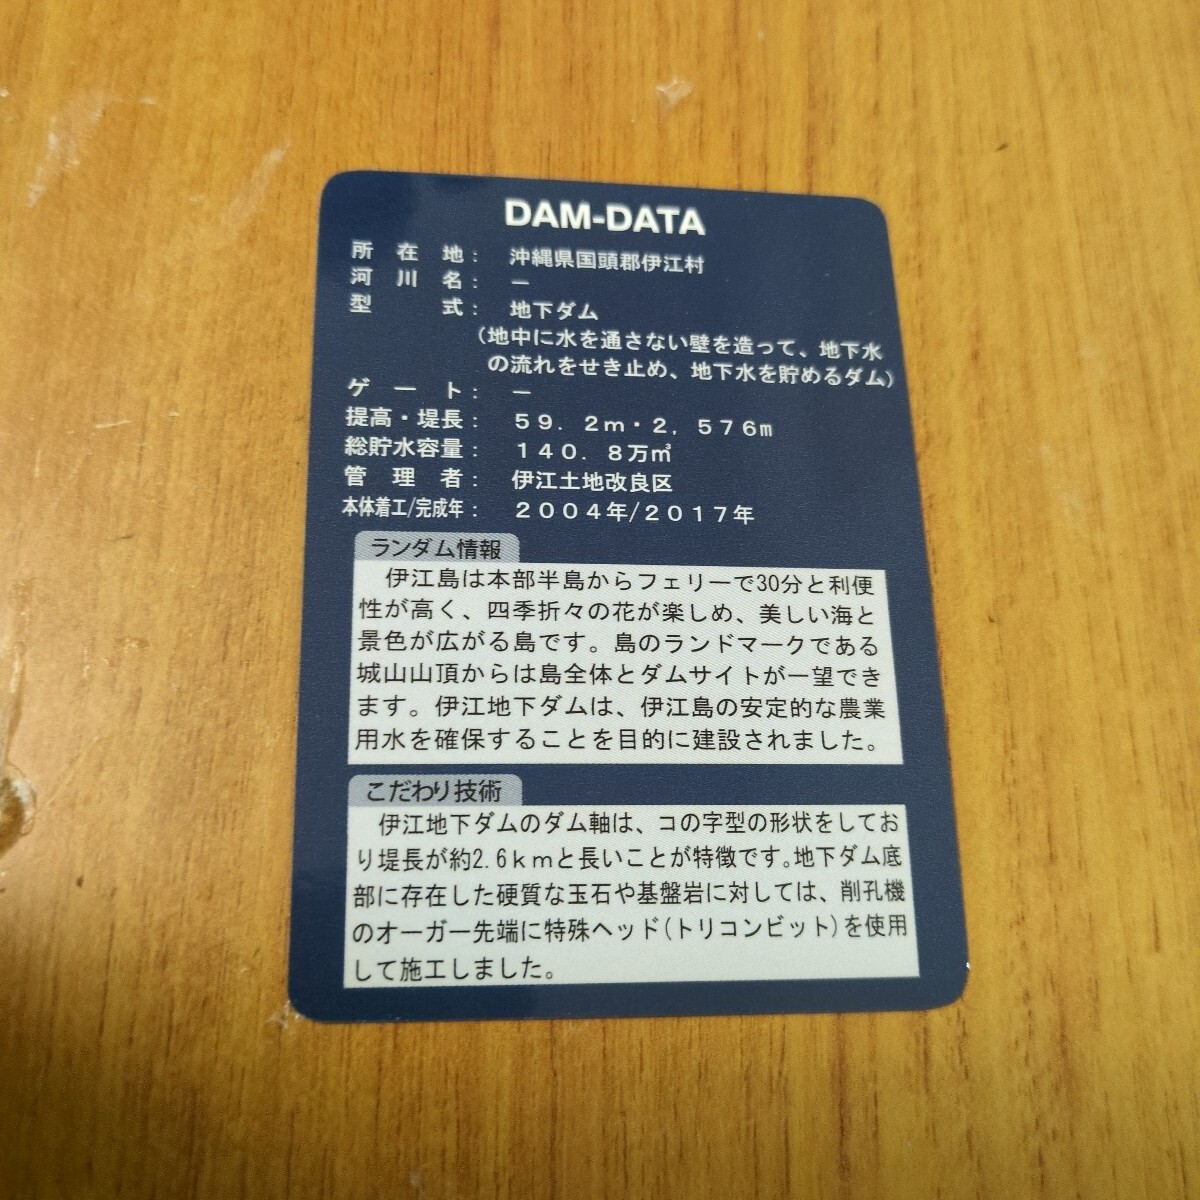 DAM-DATA
所在地： 沖縄県国頭郡伊江村
河川名： －
型式： 地下ダム
（地中に水を通さない壁を造って、地下水
の流れをせき止め、地下水を貯めるダム）
ゲート： －
提高・堤長： ５９．２ｍ・２，５７６ｍ
総貯水容量： １４０．８万㎥
管理者： 伊江土地改良区
本体着工/完成年： ２００４年/２０１７年
ランダム情報
伊江島は本部半島からフェリーで30分と利便
性が高く、四季折々の花が楽しめ、美しい海と
景色が広がる島です。島のランドマークである
城山山頂からは島全体とダムサイトが一望でき
ます。伊江地下ダムは、伊江島の安定的な農業
用水を確保することを目的に建設されました。
こだわり技術
伊江地下ダムのダム軸は、コの字型の形状をしてお
り堤長が約2.6ｋｍと長いことが特徴です。地下ダム底
部に存在した硬質な玉石や基盤岩に対しては、削孔機
のオーガー先端に特殊ヘッド(トリコンビット)を使用
して施工しました。